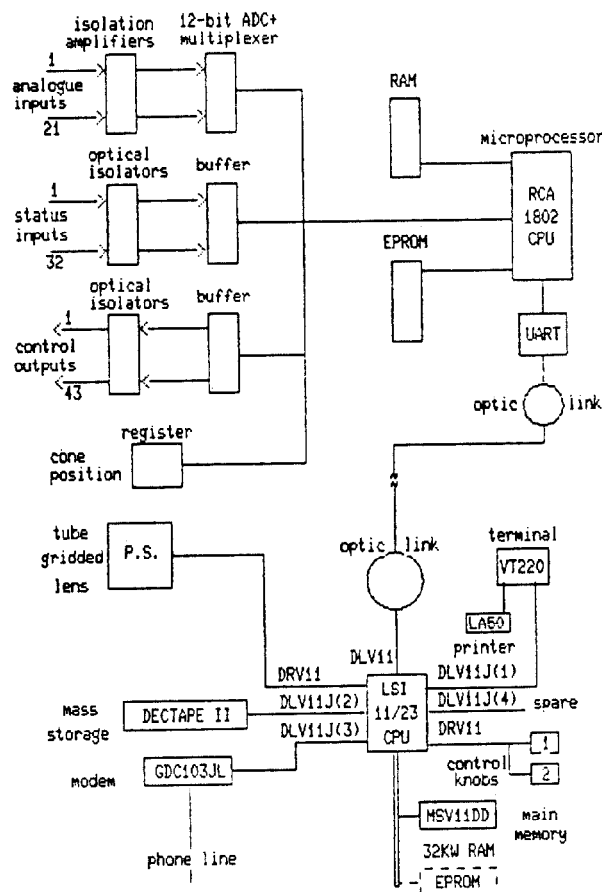 isolation
amplifiers
12-bit ADC+
multiplexer
1
analogue
inputs
21
RAM
microprocessor
optical
isolators
buffer
1
status
inputs
32
RCA
1802
CPU
EPROM
optical
isolators
buffer
1
control
outputs
43
UART
optic link
register
cone
position
tube
gridded
lens
P.S.
optic link
terminal
VT220
LA50
printer
DLV11
DRV11
DLV11J(1)
LSI
11/23
CPU
DLV11J(2)
DLV11J(4)
spare
mass
storage
DECTAPE II
DLV11J(3)
DRV11
1
control
knobs
2
modem
GDC103JL
MSV11DD
main
memory
32KW RAM
phone line
EPROM